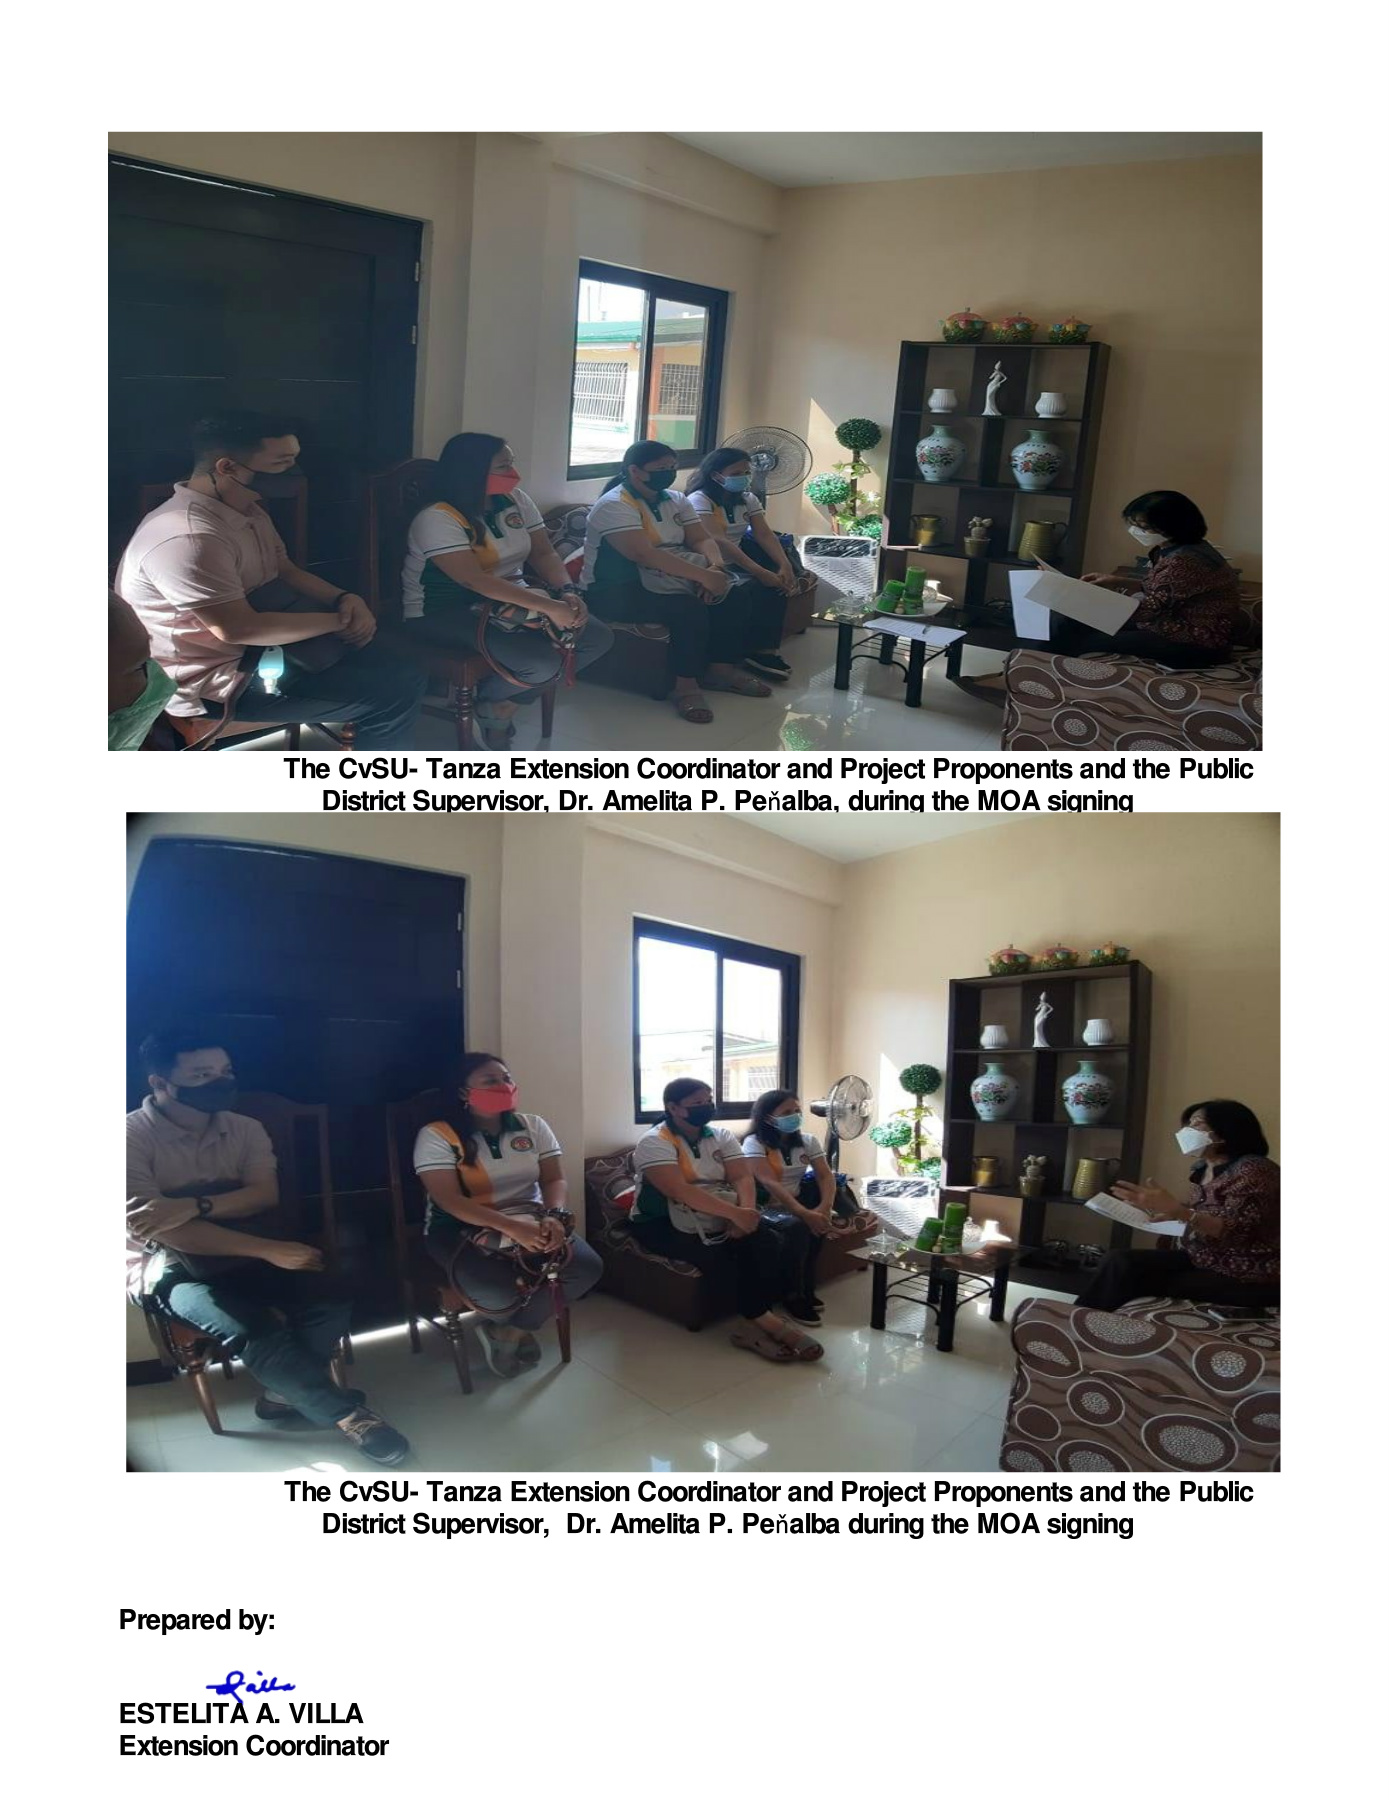 The CvSU- Tanza Extension Coordinator and Project Proponents and the Public
District Supervisor, Dr. Amelita P. Peňalba, during the MOA signing
The CvSU- Tanza Extension Coordinator and Project Proponents and the Public
District Supervisor,  Dr. Amelita P. Peňalba during the MOA signing
Prepared by:
ESTELITA A. VILLA
Extension Coordinator